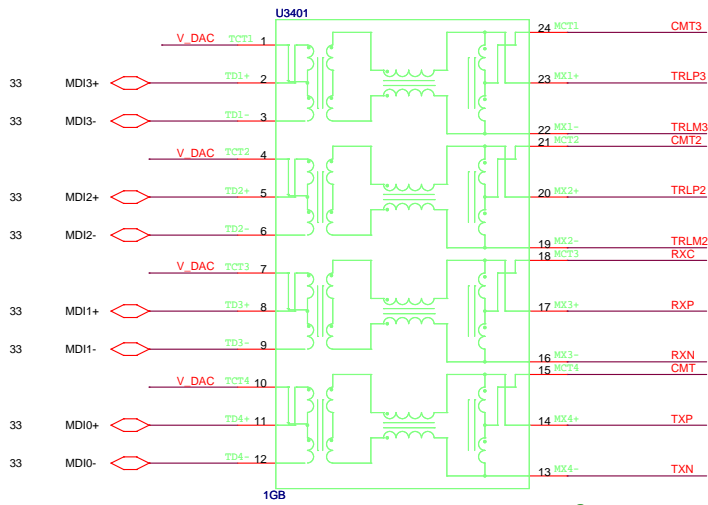 U3401
V_DAC TCT1 1 24 MCT1 CMT3
33 MDI3+ TD1+ 2 23 MX1+ TRLP3
33 MDI3- TD1- 3 22 MX1- TRLM3
V_DAC TCT2 4 21 MCT2 CMT2
33 MDI2+ TD2+ 5 20 MX2+ TRLP2
33 MDI2- TD2- 6 19 MX2- TRLM2
V_DAC TCT3 7 18 MCT3 RXC
33 MDI1+ TD3+ 8 17 MX3+ RXP
33 MDI1- TD3- 9 16 MX3- RXN
V_DAC TCT4 10 15 MCT4 CMT
33 MDI0+ TD4+ 11 14 MX4+ TXP
33 MDI0- TD4- 12 13 MX4- TXN
1GB